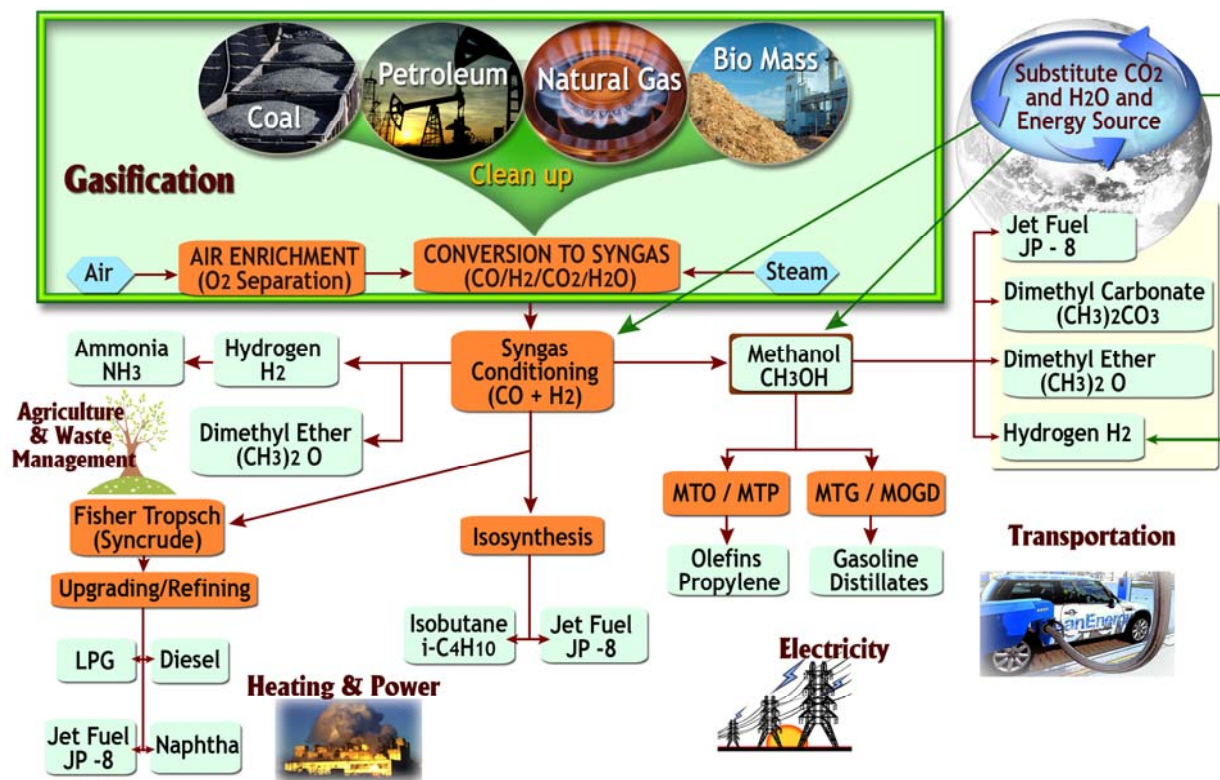 Coal
Petroleum
Natural Gas
Bio Mass
Substitute CO2
and H2O and
Energy Source
Clean up
Gasification
Air
AIR ENRICHMENT
(O2 Separation)
CONVERSION TO SYNGAS
(CO/H2/CO2/H2O)
Steam
Jet Fuel
JP - 8
Dimethyl Carbonate
(CH3)2CO3
Dimethyl Ether
(CH3)2 O
Hydrogen H2
Ammonia
NH3
Hydrogen
H2
Syngas
Conditioning
(CO + H2)
Methanol
CH3OH
Agriculture
& Waste
Management
Dimethyl Ether
(CH3)2 O
Fisher Tropsch
(Syncrude)
Upgrading/Refining
LPG
Diesel
Jet Fuel
JP -8
Naphtha
Isosynthesis
Isobutane
i-C4H10
Jet Fuel
JP -8
MTO / MTP
MTG / MOGD
Olefins
Propylene
Gasoline
Distillates
Transportation
anEnerg
Electricity
Heating & Power